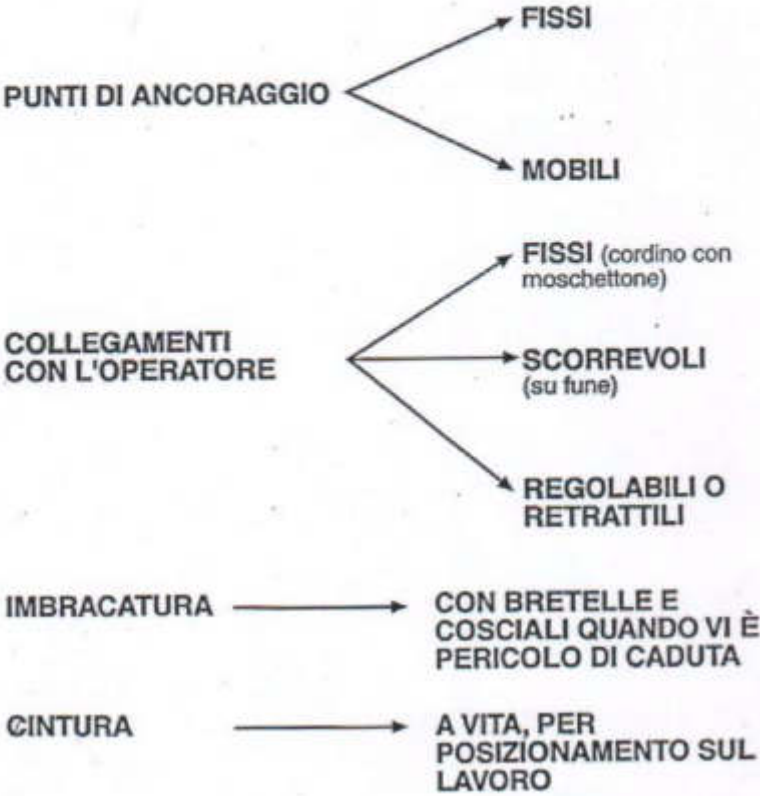 FISSI
PUNTI DI ANCORAGGIO
MOBILI
FISSI (cordino con
moschettone)
COLLEGAMENTI
CON L'OPERATORE
SCORREVOLI
(su fune)
REGOLABILI O
RETRATTILI
IMBRACATURA
CON BRETELLE E
COSCIALI QUANDO VI È
PERICOLO DI CADUTA
CINTURA
A VITA, PER
POSIZIONAMENTO SUL
LAVORO